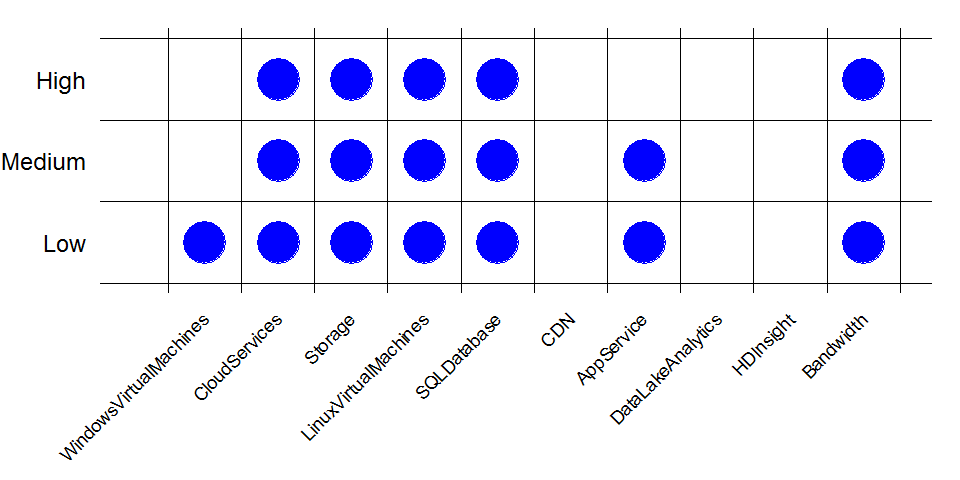 High
Medium
Low
WindowsVirtualMachines
CloudServices
Storage
LinuxVirtualMachines
SQLDatabase
CDN
AppService
DataLakeAnalytics
HDInsight
Bandwidth